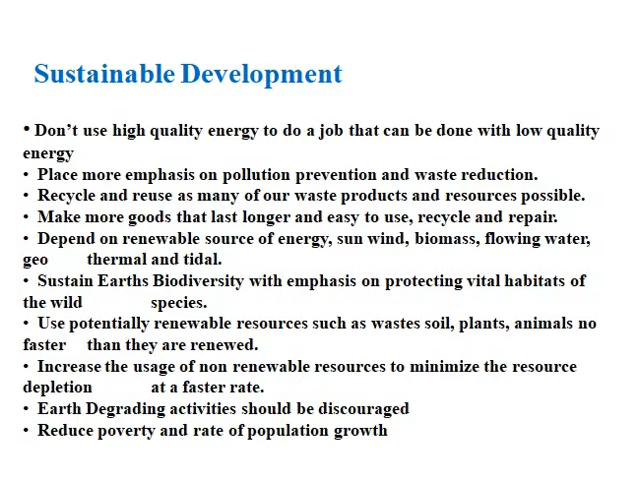 Sustainable Development
• Don't use high quality energy to do a job that can be done with low quality
energy
• Place more emphasis on pollution prevention and waste reduction.
• Recycle and reuse as many of our waste products and resources possible.
• Make more goods that last longer and easy to use, recycle and repair.
• Depend on renewable source of energy, sun wind, biomass, flowing water,
geo thermal and tidal.
• Sustain Earths Biodiversity with emphasis on protecting vital habitats of
the wild species.
• Use potentially renewable resources such as wastes soil, plants, animals no
faster than they are renewed.
• Increase the usage of non renewable resources to minimize the resource
depletion at a faster rate.
• Earth Degrading activities should be discouraged
• Reduce poverty and rate of population growth